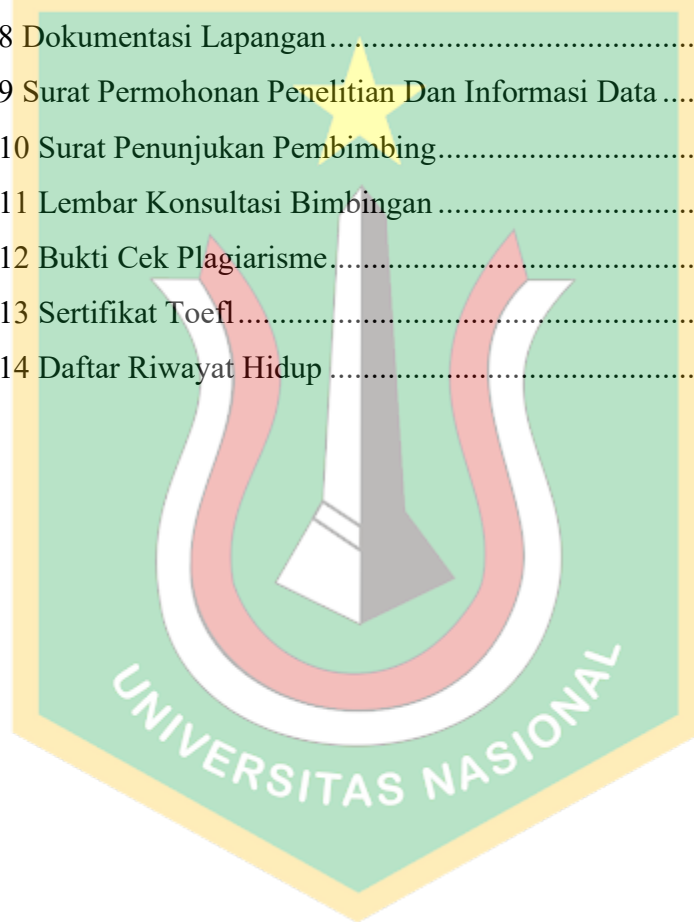 8 Dokumentasi Lapangan.............................................
9 Surat Permohonan Penelitian Dan Informasi Data ....
10 Surat Penunjukan Pembimbing................................
11 Lembar Konsultasi Bimbingan ................................
12 Bukti Cek Plagiarisme.............................................
13 Sertifikat Toefl.........................................................
14 Daftar Riwayat Hidup .............................................
UNIVERSITAS NASIONAL